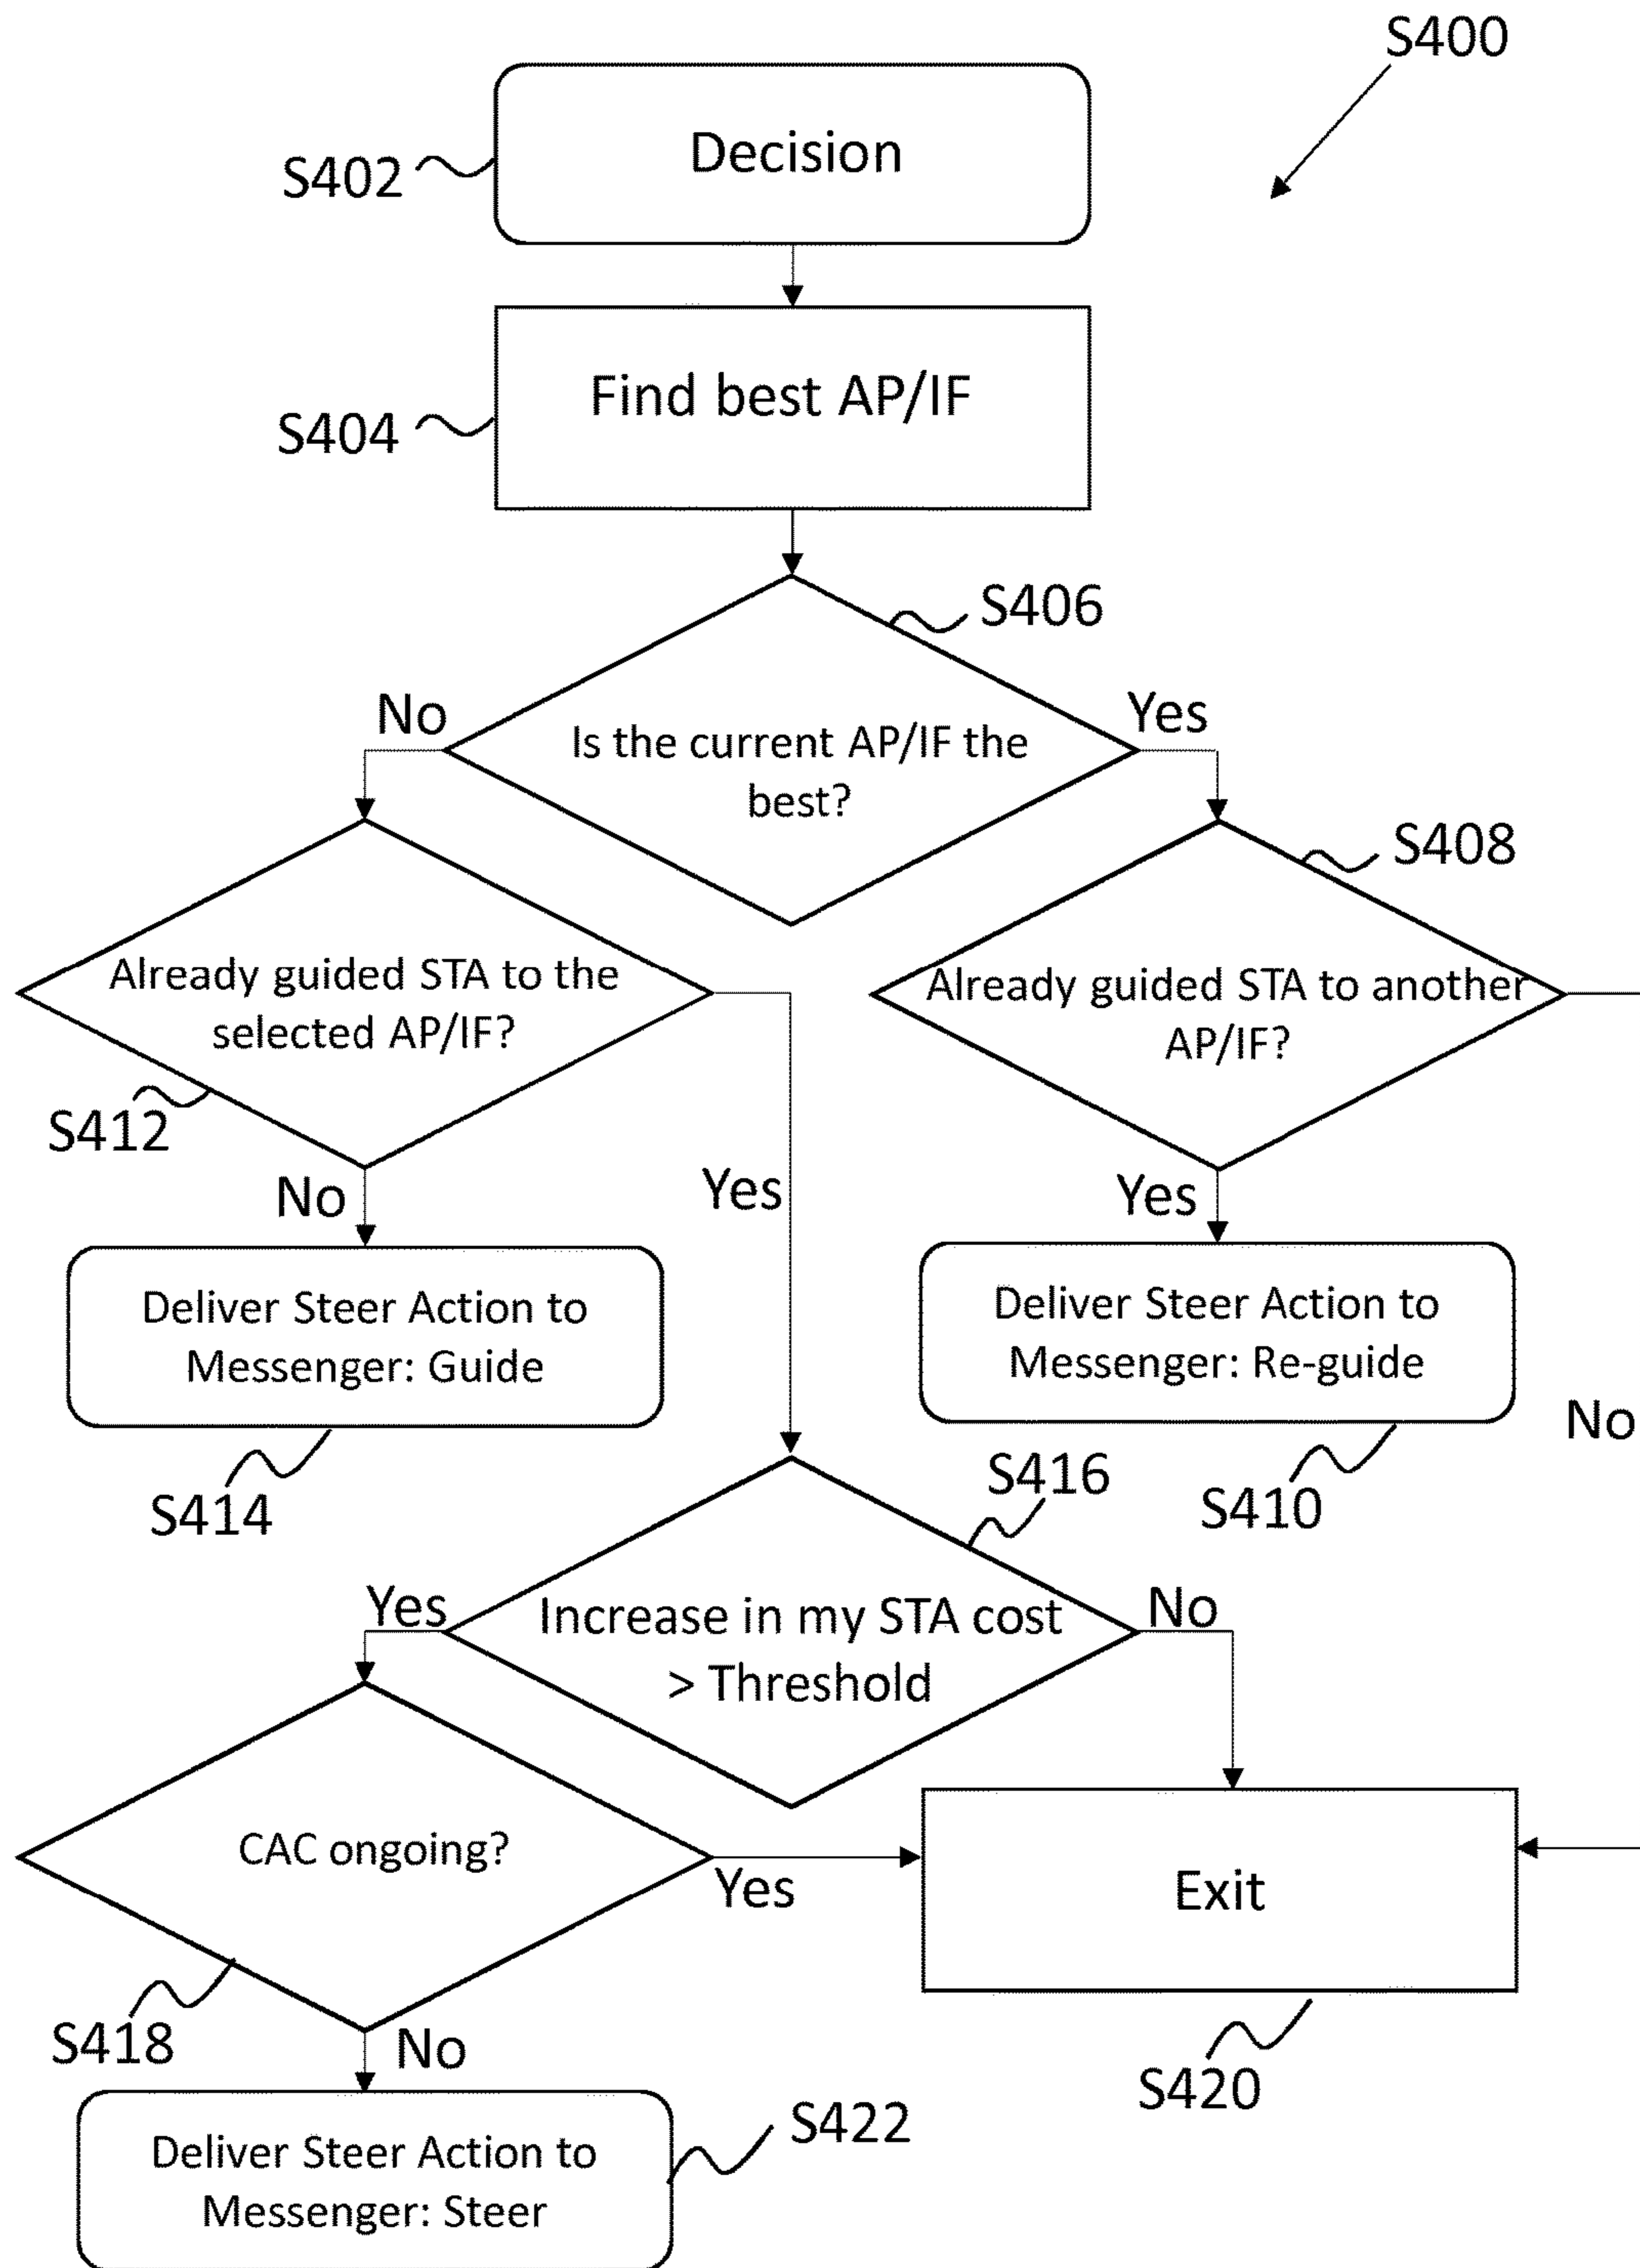 S400
Decision
S402
Find best AP/IF
S404
S406
No
Yes
Is the current AP/IF the
best?
S408
Already guided STA to the
selected AP/IF?
Already guided STA to another
AP/IF?
S412
No
Yes
Yes
Deliver Steer Action to
Messenger: Guide
Deliver Steer Action to
Messenger: Re-guide
No
S414
S416
S410
Yes
Increase in my STA cost
> Threshold
No
CAC ongoing?
Yes
Exit
S418
No
S420
S422
Deliver Steer Action to
Messenger: Steer